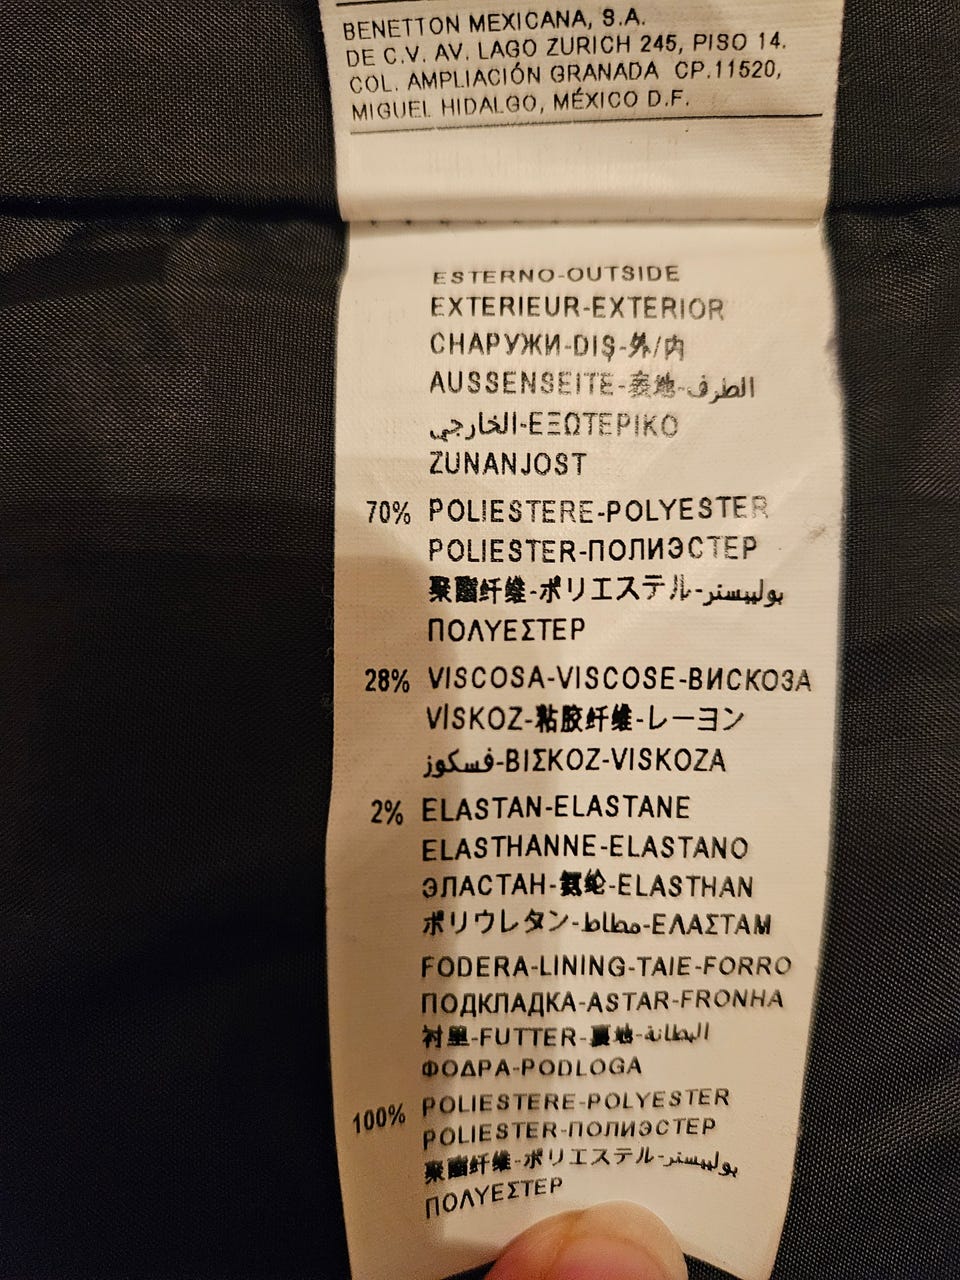 BENETTON MEXICANA, S.A.
DE C.V. AV. LAGO ZURICH 245, PISO 14.
COL. AMPLIACIÓN GRANADA CP.11520,
MIGUEL HIDALGO, MÉXICO D.F.
ESTERNO-OUTSIDE
EXTERIEUR-EXTERIOR
СНАРУЖИ-DIŞ-外/内
AUSSENSEITE-表地-الطرف
الخارجي-ΕΞΩΤΕΡΙΚΟ
ZUNANJOST
70% POLIESTERE-POLYESTER
POLIESTER-ПОЛИЭСТЕР
聚酯纤维-ポリエステル-بولييستر
ΠΟΛΥΕΣΤΕΡ
28% VISCOSA-VISCOSE-ВИСКОЗА
VİSKOZ-粘胶纤维-レーヨン
فسكوز-ΒΙΣΚΟΖ-VISKOZA
2% ELASTAN-ELASTANE
ELASTHANNE-ELASTANO
ЭЛАСТАН-氨纶-ELASTHAN
ポリウレタン-مطاط-ΕΛΑΣΤΑΜ
FODERA-LINING-TAIE-FORRO
ПОДКЛАДКА-ASTAR-FRONHA
衬里-FUTTER-裏地-البطانة
ΦΟΔΡΑ-PODLOGA
100% POLIESTERE-POLYESTER
POLIESTER-ПОЛИЭСТЕР
聚酯纤维-ポリエステル-بولييستر
ΠΟΛΥΕΣΤΕΡ